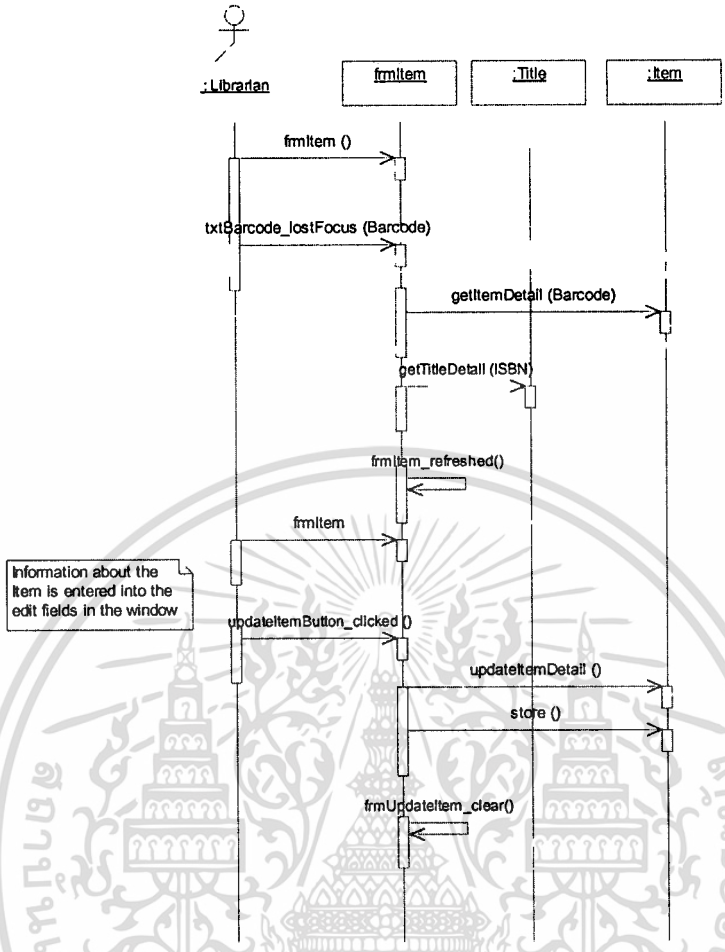 :Librarian
frmItem
:Title
:Item
frmItem ()
txtBarcode_lostFocus (Barcode)
getItemDetail (Barcode)
getTitleDetail (ISBN)
frmItem_refreshed()
frmItem
Information about the
Item is entered into the
edit fields in the window
updateItemButton_clicked ()
updateItemDetail ()
store ()
frmUpdateItem_clear()